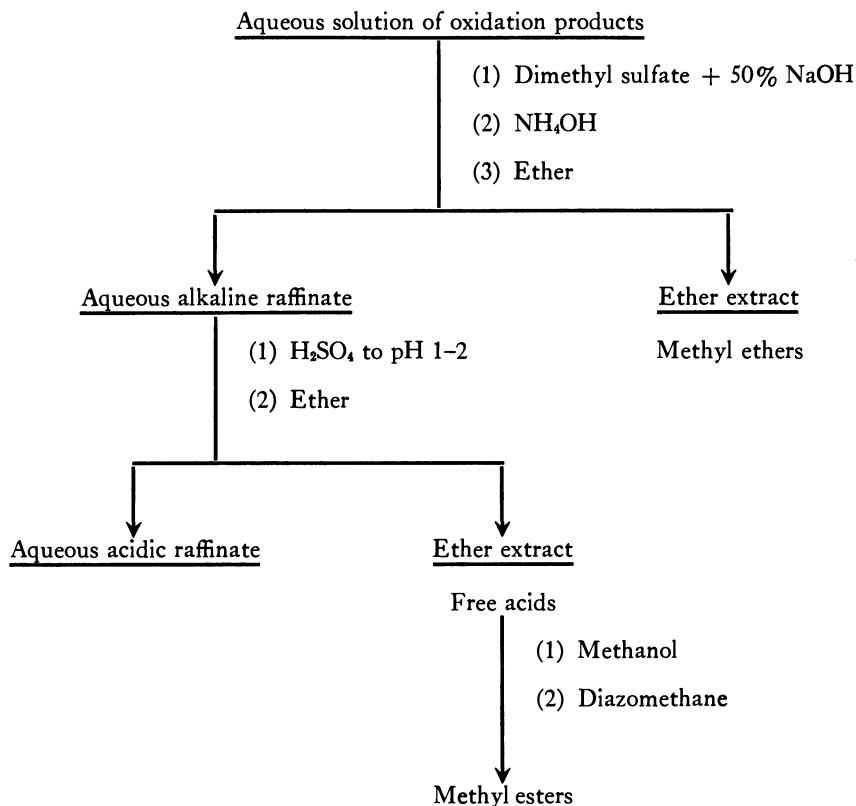 Aqueous solution of oxidation products
(1) Dimethyl sulfate + 50% NaOH
(2) NH₄OH
(3) Ether
Aqueous alkaline raffinate
Ether extract
(1) H₂SO₄ to pH 1–2
Methyl ethers
(2) Ether
Aqueous acidic raffinate
Ether extract
Free acids
(1) Methanol
(2) Diazomethane
Methyl esters